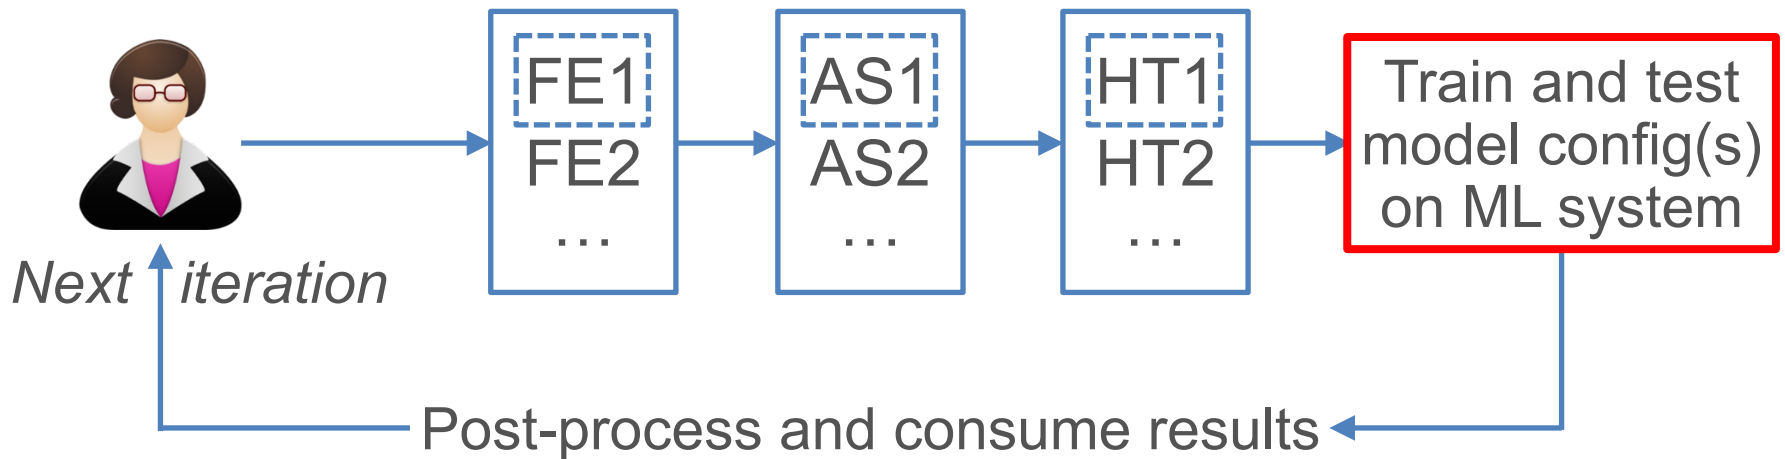 FE1
FE2
…
AS1
AS2
…
HT1
HT2
…
Train and test
model config(s)
on ML system
Next iteration
Post-process and consume results